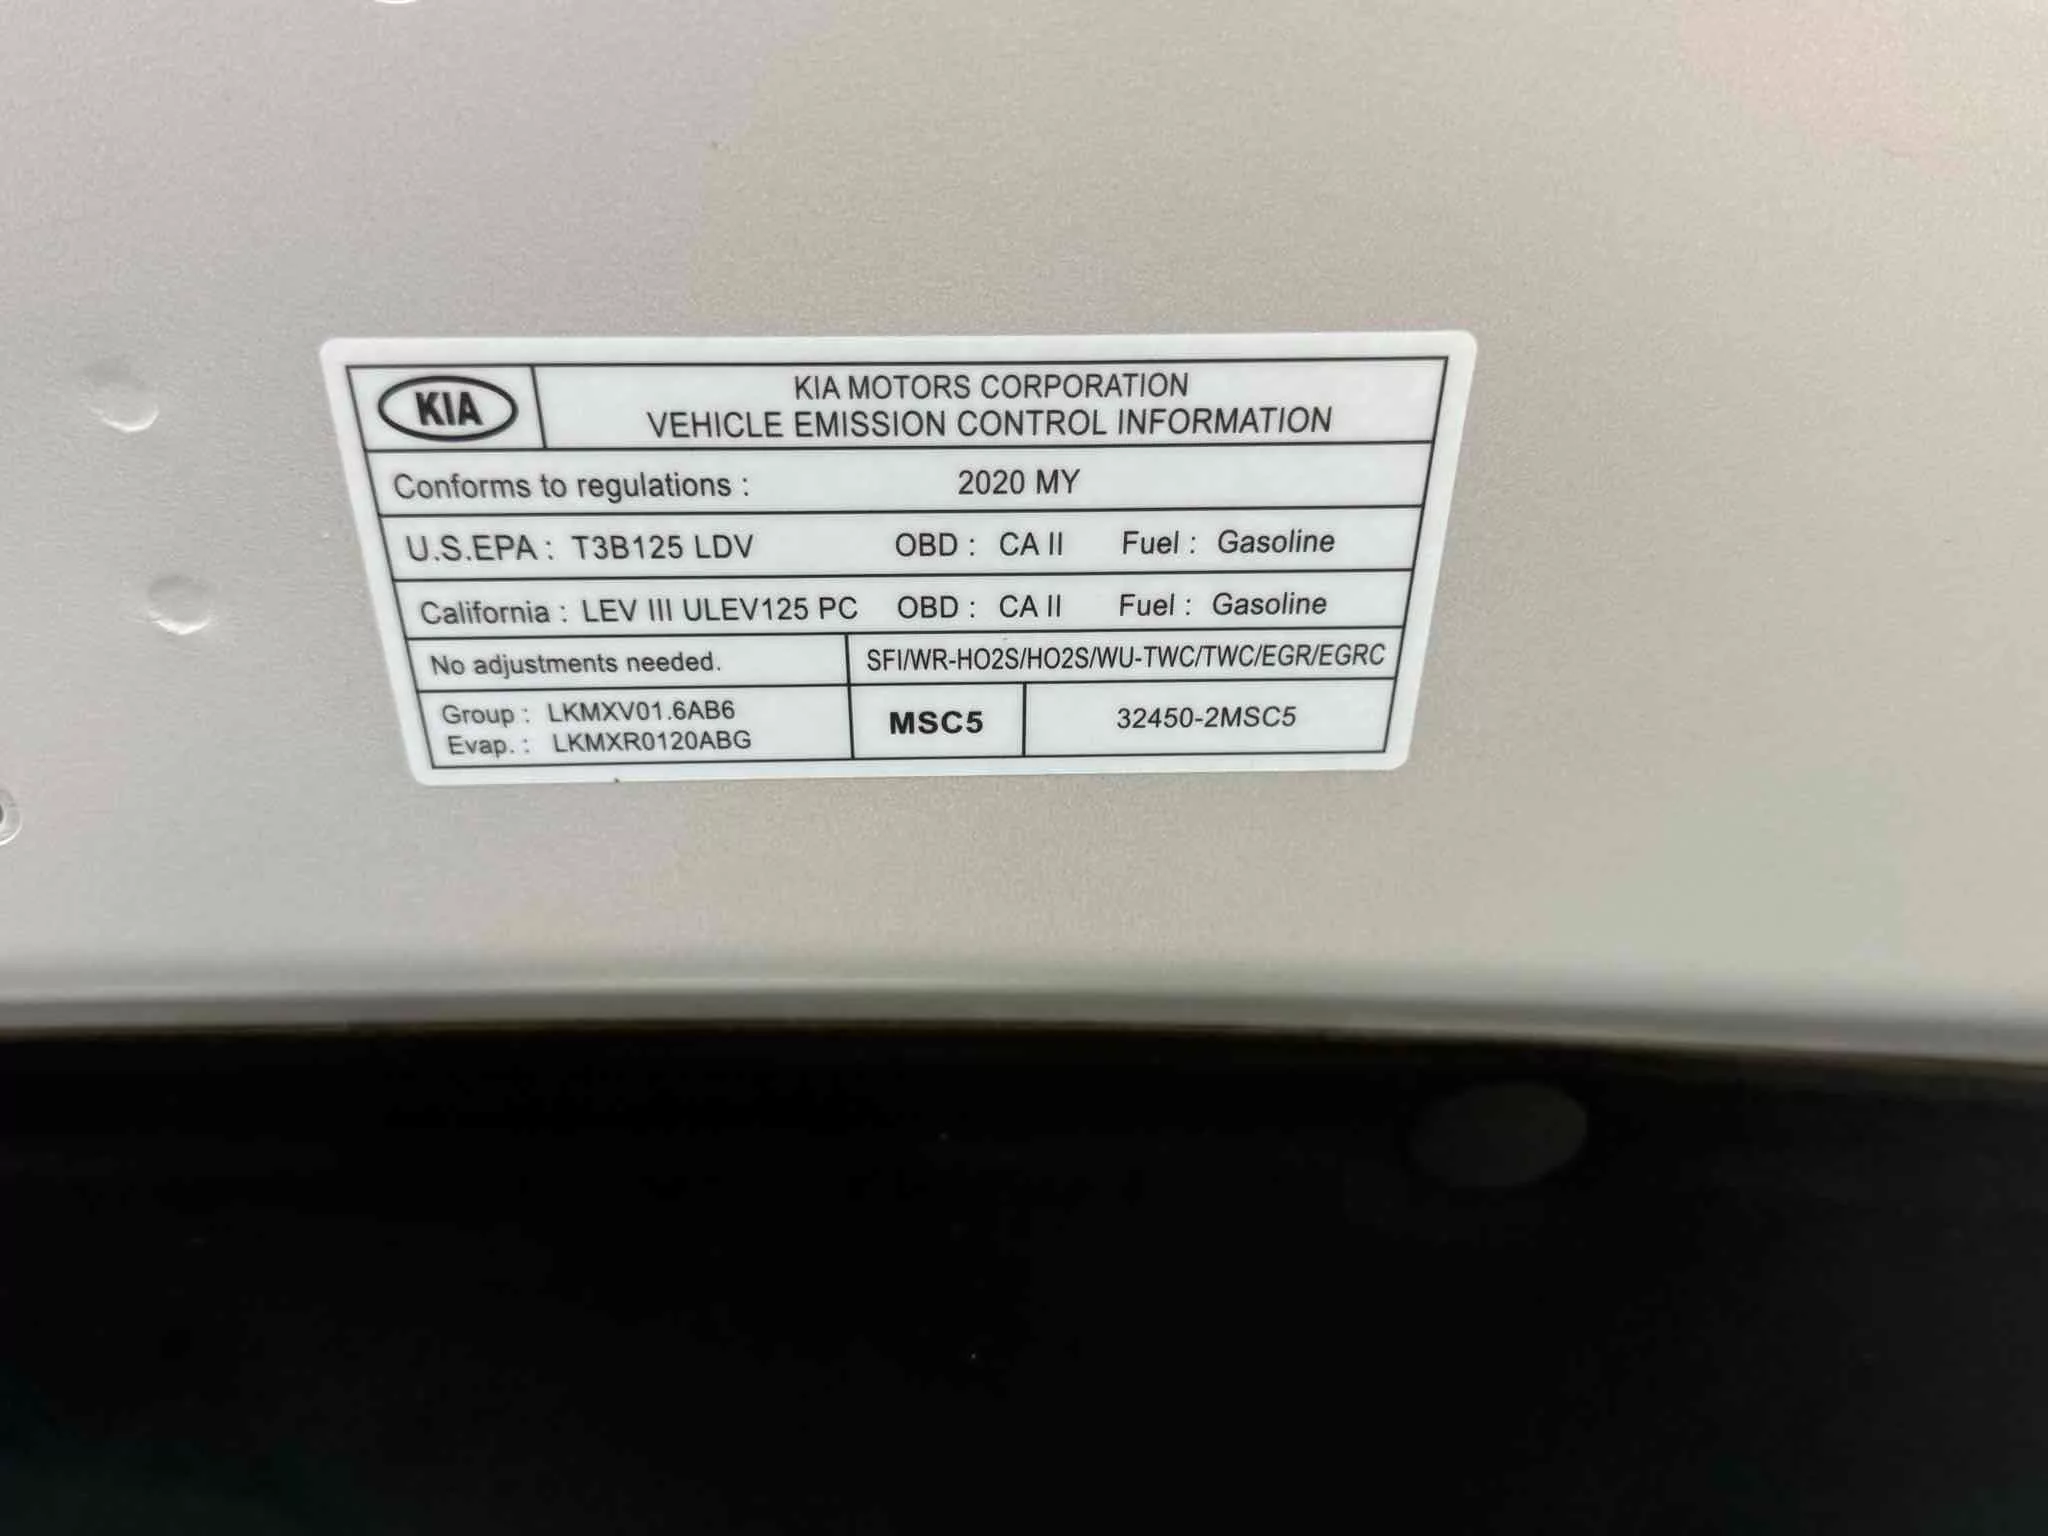 KIA
KIA MOTORS CORPORATION
VEHICLE EMISSION CONTROL INFORMATION
Conforms to regulations : 2020 MY
U.S.EPA : T3B125 LDV OBD : CA II Fuel : Gasoline
California : LEV III ULEV125 PC OBD : CA II Fuel : Gasoline
No adjustments needed. SFI/WR-HO2S/HO2S/WU-TWC/TWC/EGR/EGRC
Group : LKMXV01.6AB6
Evap. : LKMXR0120ABG
MSC5
32450-2MSC5